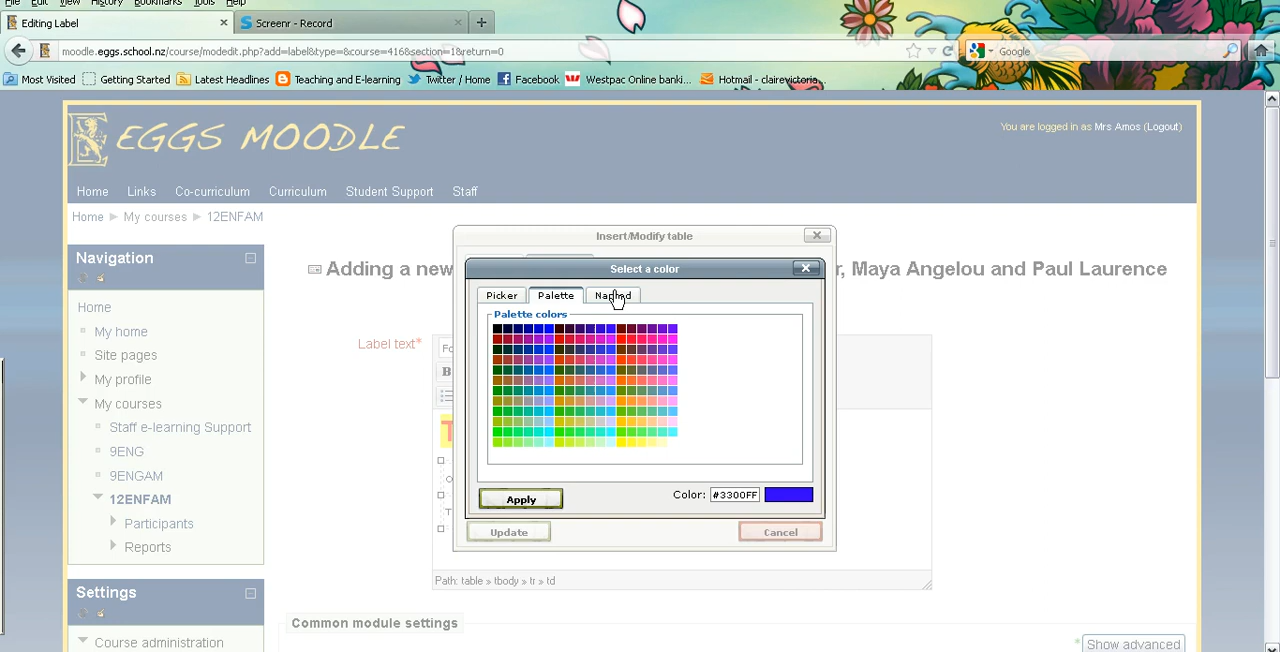 File Edit View History Bookmarks Tools Help
Editing Label
Screenr - Record
moodle.eggs.school.nz/course/modedit.php?add=label&type=&course=416&section=1&return=0
Google
Most Visited Getting Started Latest Headlines Teaching and E-learning Twitter / Home Facebook Westpac Online banki... Hotmail - clairevictoria...
EGGS MOODLE
You are logged in as Mrs Amos (Logout)
Home Links Co-curriculum Curriculum Student Support Staff
Home ► My courses ► 12ENFAM
Navigation
Home
My home
Site pages
My profile
My courses
Staff e-learning Support
9ENG
9ENGAM
12ENFAM
Participants
Reports
Settings
Course administration
Adding a new
r, Maya Angelou and Paul Laurence
Label text*
Fo
B
T
Insert/Modify table
Select a color
Picker Palette Named
Palette colors
Apply
Color: #3300FF
Update Cancel
Path: table » tbody » tr » td
Common module settings
* Show advanced